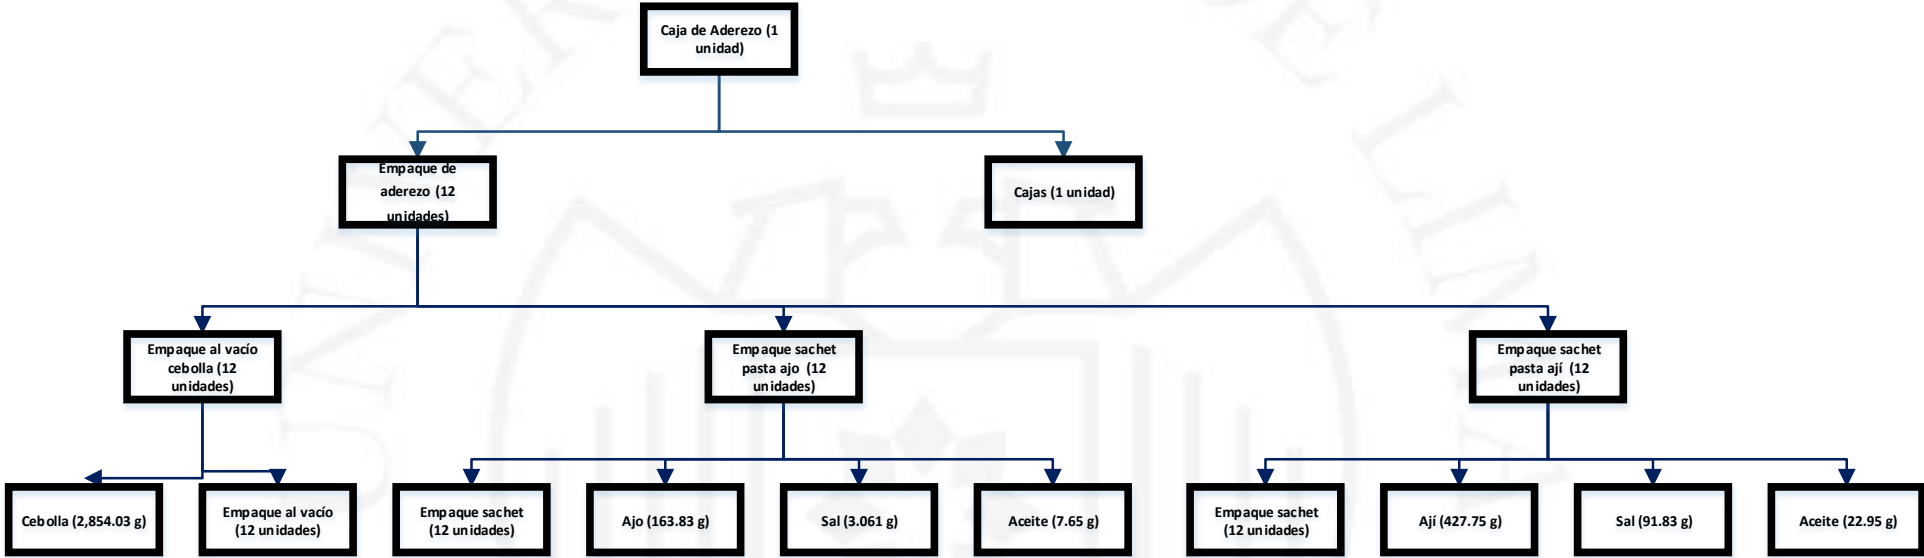 Caja de Aderezo (1
unidad)
Empaque de
aderezo (12
unidades)
Cajas (1 unidad)
Empaque al vacío
cebolla (12
unidades)
Empaque sachet
pasta ajo (12
unidades)
Empaque sachet
pasta ají (12
unidades)
Cebolla (2,854.03 g)
Empaque al vacío
(12 unidades)
Empaque sachet
(12 unidades)
Ajo (163.83 g)
Sal (3.061 g)
Aceite (7.65 g)
Empaque sachet
(12 unidades)
Ají (427.75 g)
Sal (91.83 g)
Aceite (22.95 g)